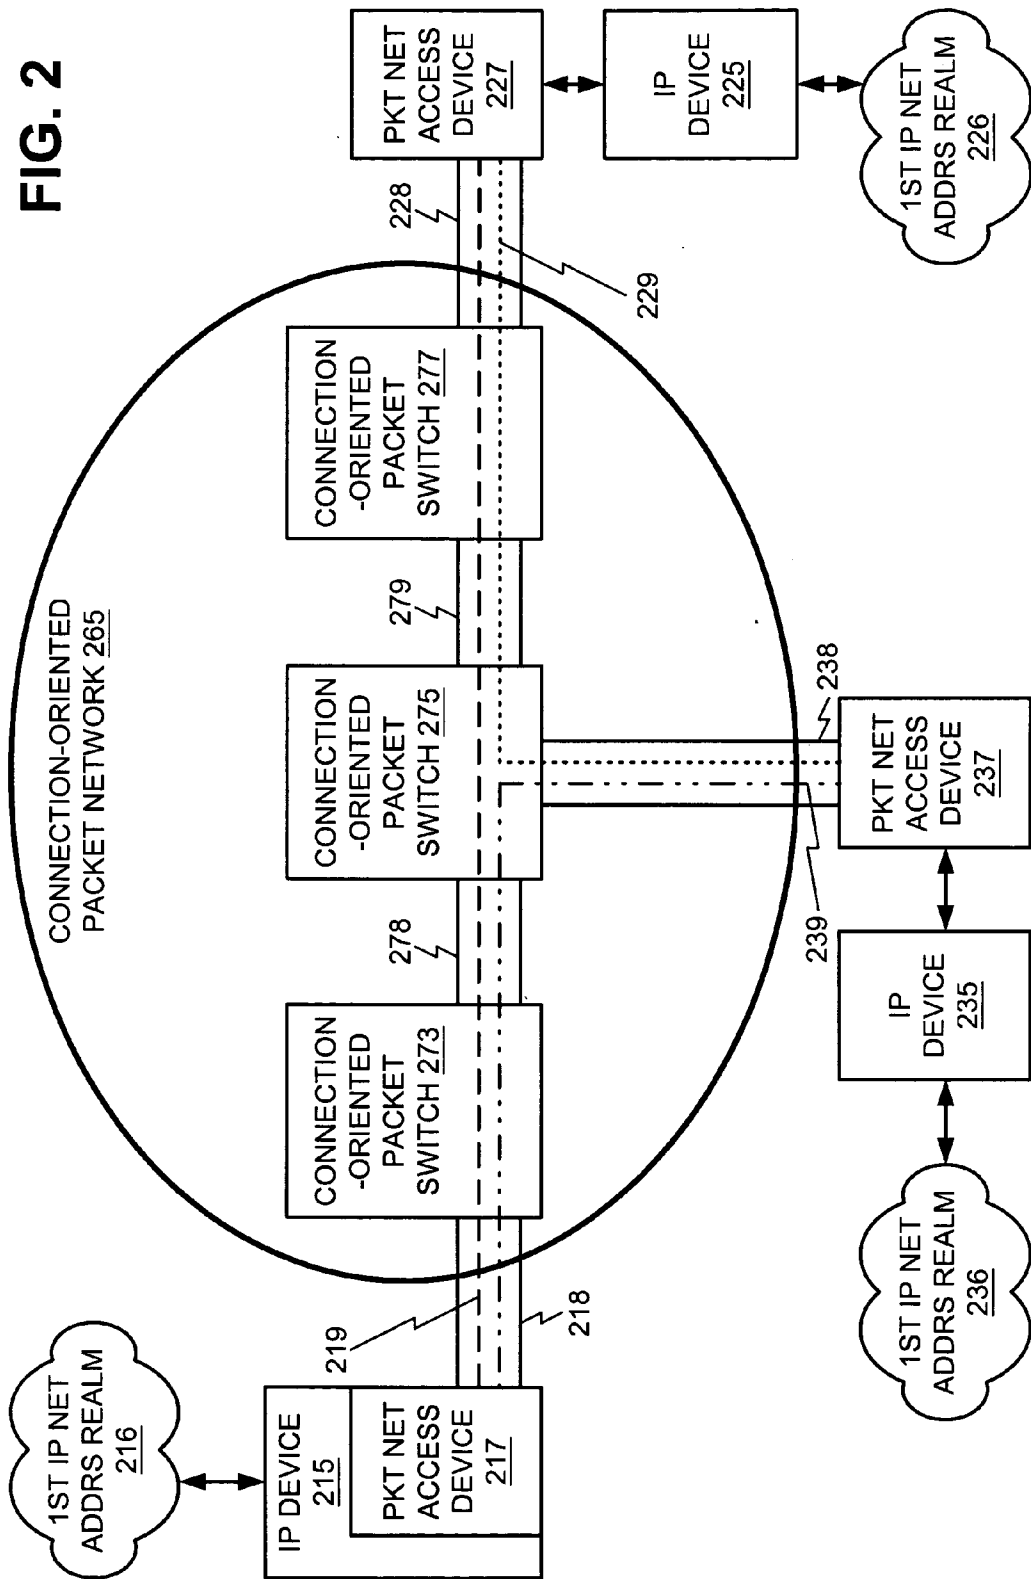 FIG. 2
CONNECTION-ORIENTED
PACKET NETWORK 265
1ST IP NET
ADDRS REALM
216
IP DEVICE
215
PKT NET
ACCESS
DEVICE
217
219
218
CONNECTION
-ORIENTED
PACKET
SWITCH 273
278
CONNECTION
-ORIENTED
PACKET
SWITCH 275
279
CONNECTION
-ORIENTED
PACKET
SWITCH 277
228
229
PKT NET
ACCESS
DEVICE
227
IP
DEVICE
225
1ST IP NET
ADDRS REALM
226
1ST IP NET
ADDRS REALM
236
IP
DEVICE
235
239
238
PKT NET
ACCESS
DEVICE
237